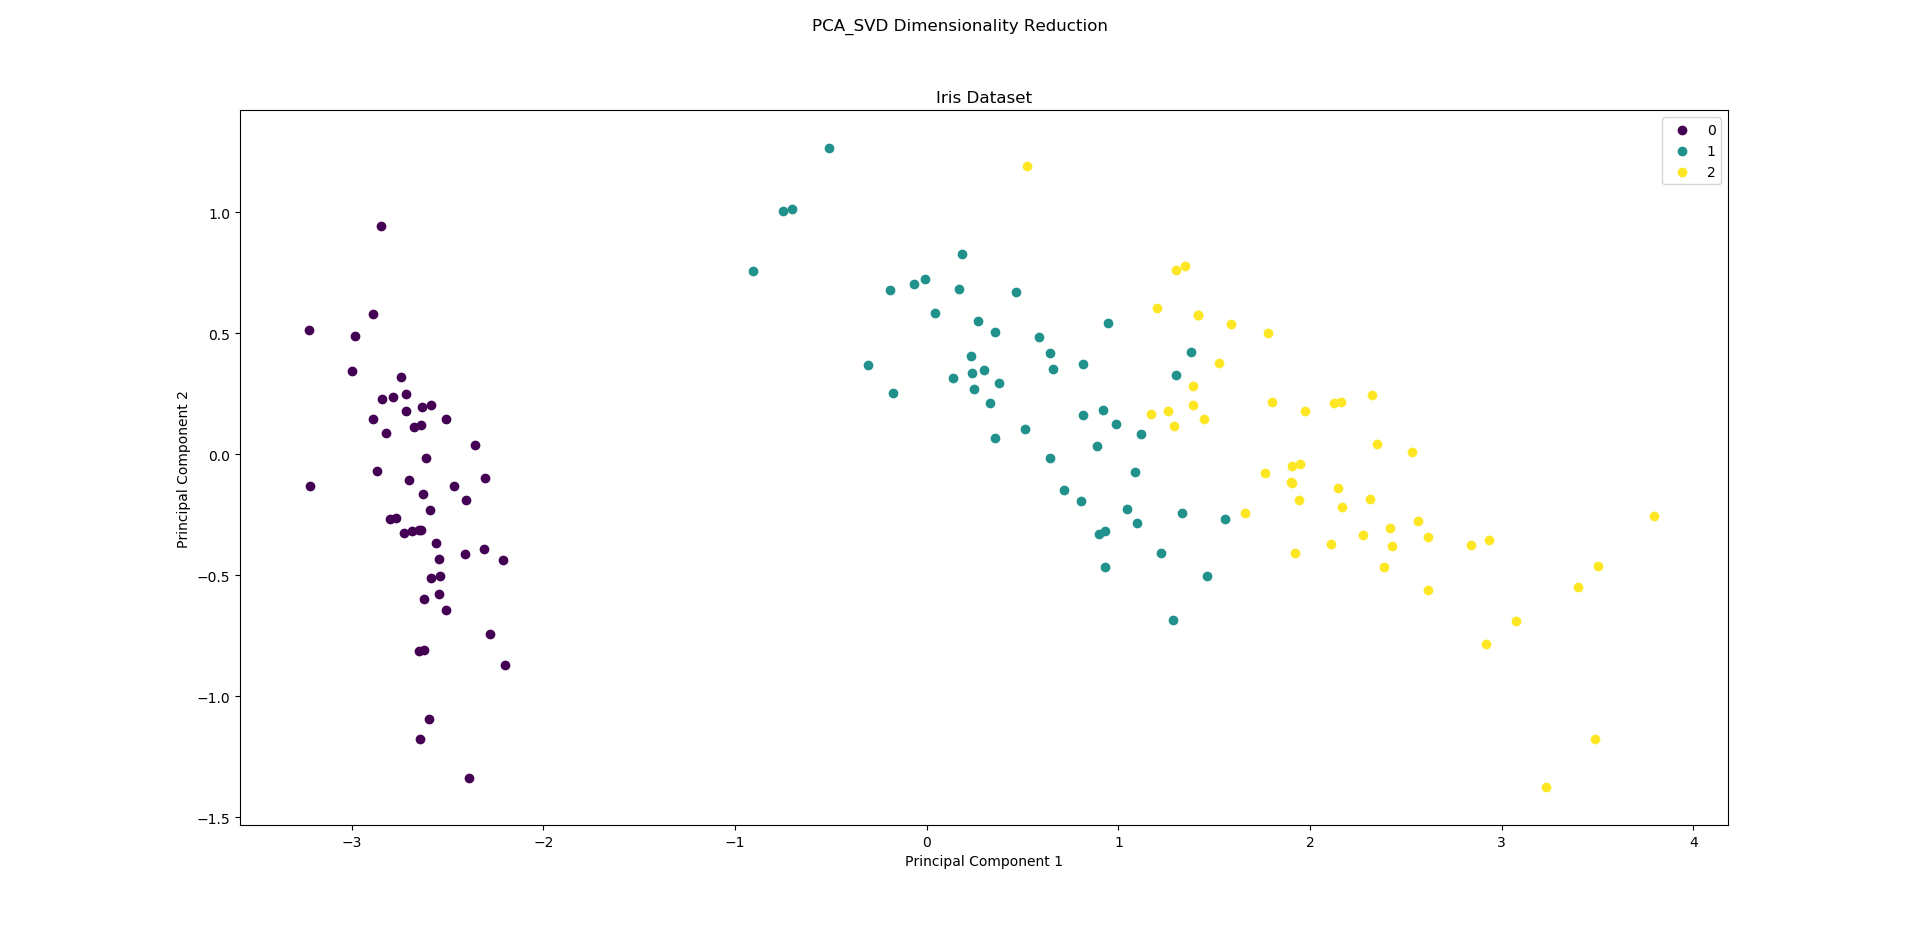 PCA_SVD Dimensionality Reduction
Iris Dataset
0
1
2
Principal Component 2
1.0
0.5
0.0
−0.5
−1.0
−1.5
−3 −2 −1 0 1 2 3 4
Principal Component 1